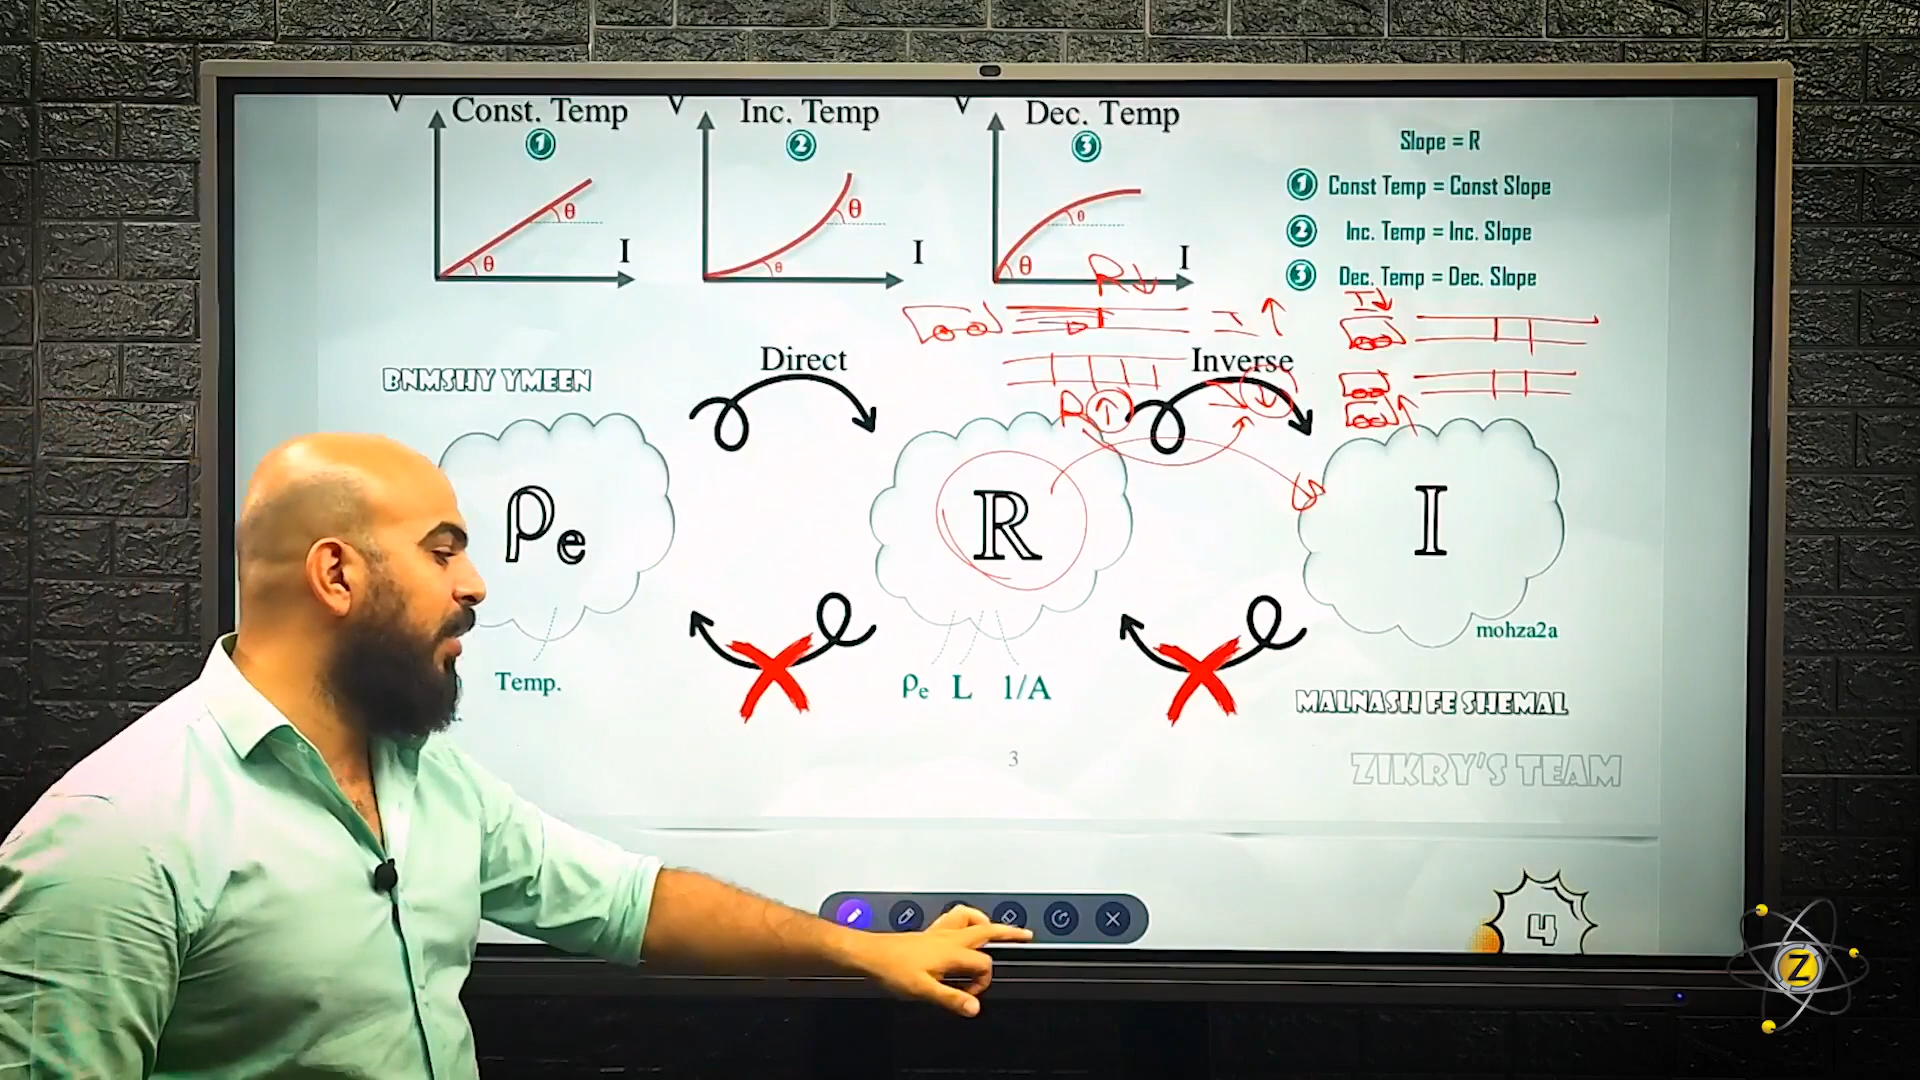 V Const. Temp
①
θ
θ
I
V Inc. Temp
②
θ
θ
I
V Dec. Temp
③
θ
θ
I
Slope = R
① Const Temp = Const Slope
② Inc. Temp = Inc. Slope
③ Dec. Temp = Dec. Slope
R↓
I↑
I↓
BNMSHY YMEEN
Direct
Inverse
R↑
ρe
R
I
Temp.
ρe L 1/A
mohza2a
MALNASH FE SHEMAL
3
ZIKRY'S TEAM
4
Z